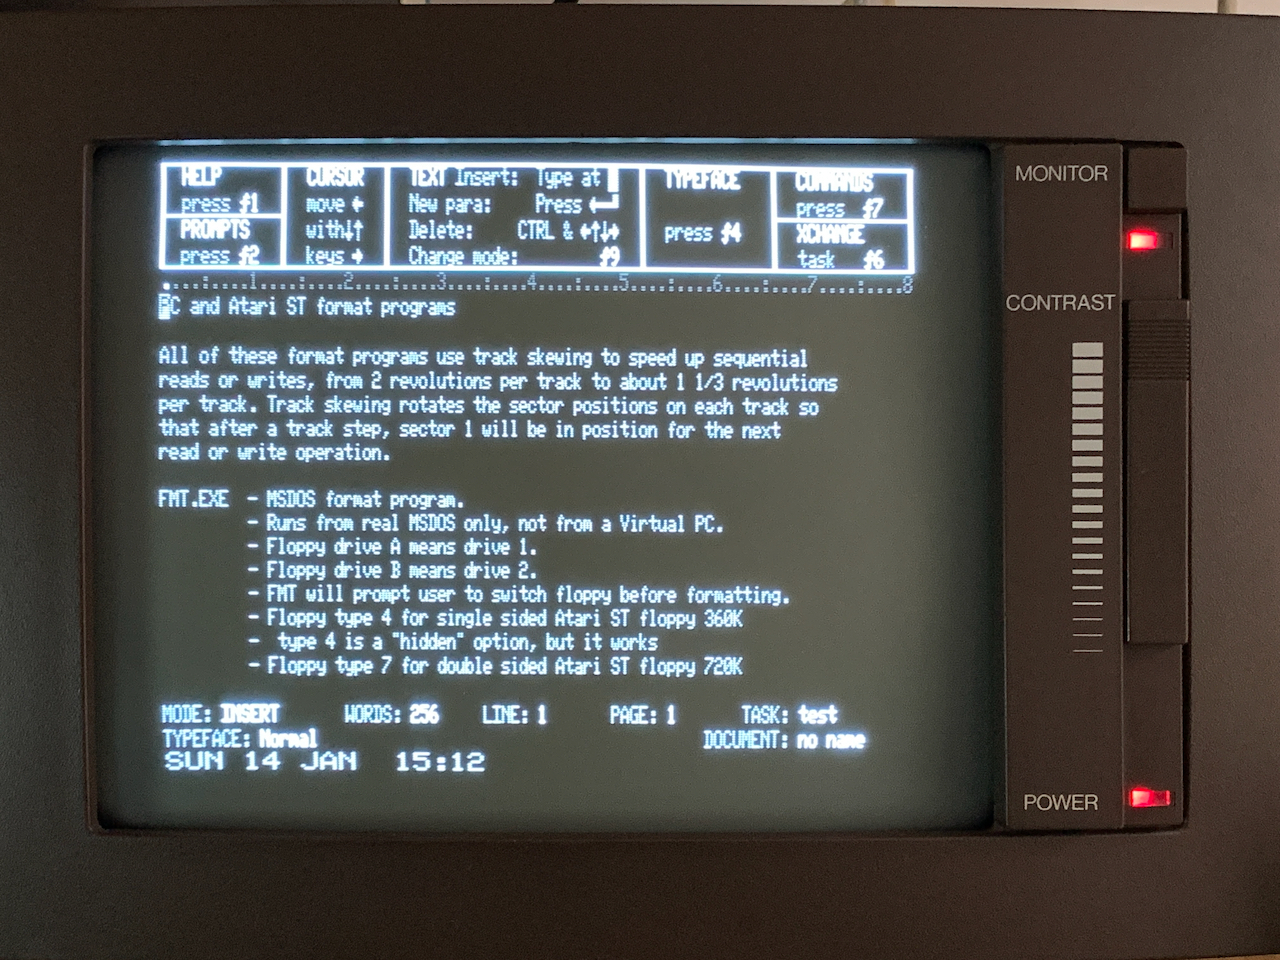 HELP CURSOR TEXT Insert: Type at TYPEFACE COMMANDS
press f1 move ← New para: Press ↵ press f7
PROMPTS with↓↑ Delete: CTRL & ←↑↓→ press f4 XCHANGE
press f2 keys → Change mode: f9 task f6
....:....1....:....2....:....3....:....4....:....5....:....6....:....7....:....8
PC and Atari ST format programs
All of these format programs use track skewing to speed up sequential
reads or writes, from 2 revolutions per track to about 1 1/3 revolutions
per track. Track skewing rotates the sector positions on each track so
that after a track step, sector 1 will be in position for the next
read or write operation.
FMT.EXE - MSDOS format program.
- Runs from real MSDOS only, not from a Virtual PC.
- Floppy drive A means drive 1.
- Floppy drive B means drive 2.
- FMT will prompt user to switch floppy before formatting.
- Floppy type 4 for single sided Atari ST floppy 360K
- type 4 is a "hidden" option, but it works
- Floppy type 7 for double sided Atari ST floppy 720K
MODE: INSERT WORDS: 256 LINE: 1 PAGE: 1 TASK: test
TYPEFACE: Normal DOCUMENT: no name
SUN 14 JAN 15:12
MONITOR
CONTRAST
POWER